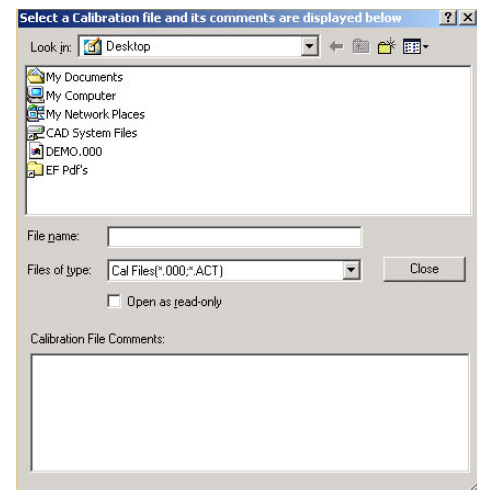 Select a Calibration file and its comments are displayed below
Look in: Desktop
My Documents
My Computer
My Network Places
CAD System Files
DEMO.000
EF Pdf's
File name:
Files of type: Cal Files(*.000;*.ACT) Close
Open as read-only
Calibration File Comments: